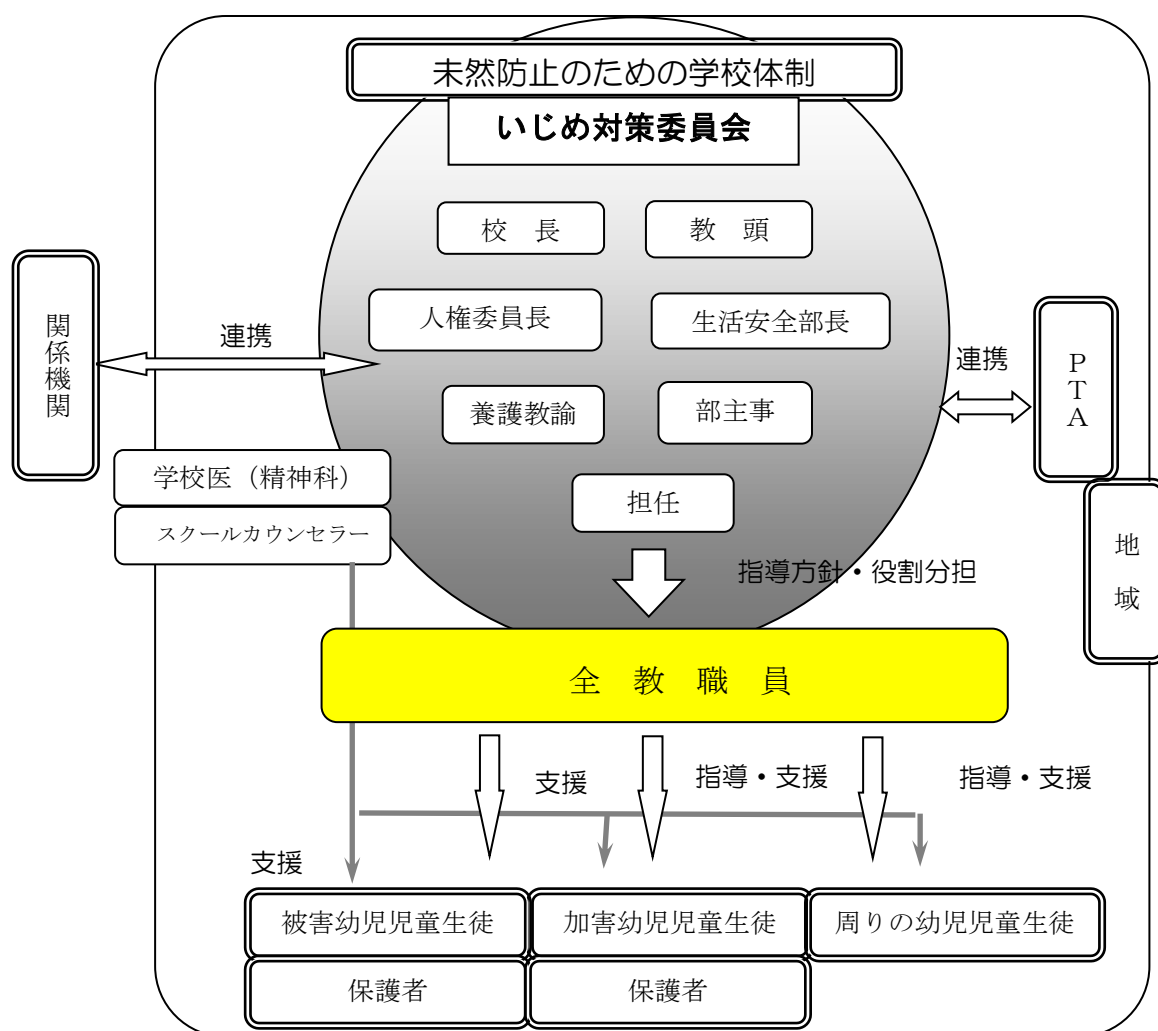 未然防止のための学校体制
いじめ対策委員会
校　長
教　頭
人権委員長
生活安全部長
養護教諭
部主事
担任
関係機関
連携
連携
PTA
地域
学校医（精神科）
スクールカウンセラー
指導方針・役割分担
全　教　職　員
支援
指導・支援
指導・支援
支援
被害幼児児童生徒
加害幼児児童生徒
周りの幼児児童生徒
保護者
保護者